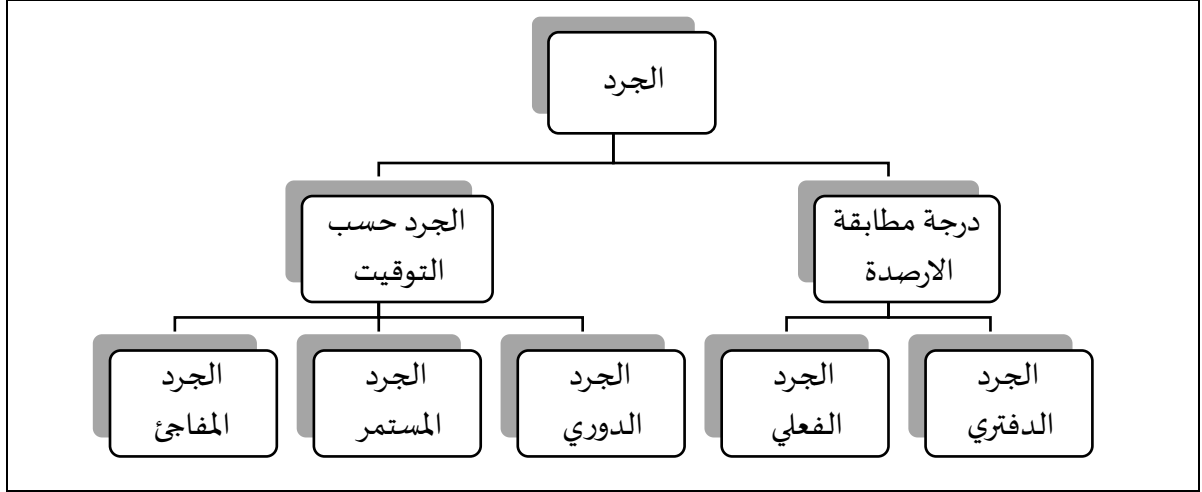 الجرد
درجة مطابقة
الارصدة
الجرد حسب
التوقيت
الجرد
الدفتري
الجرد
الفعلي
الجرد
الدوري
الجرد
المستمر
الجرد
المفاجئ